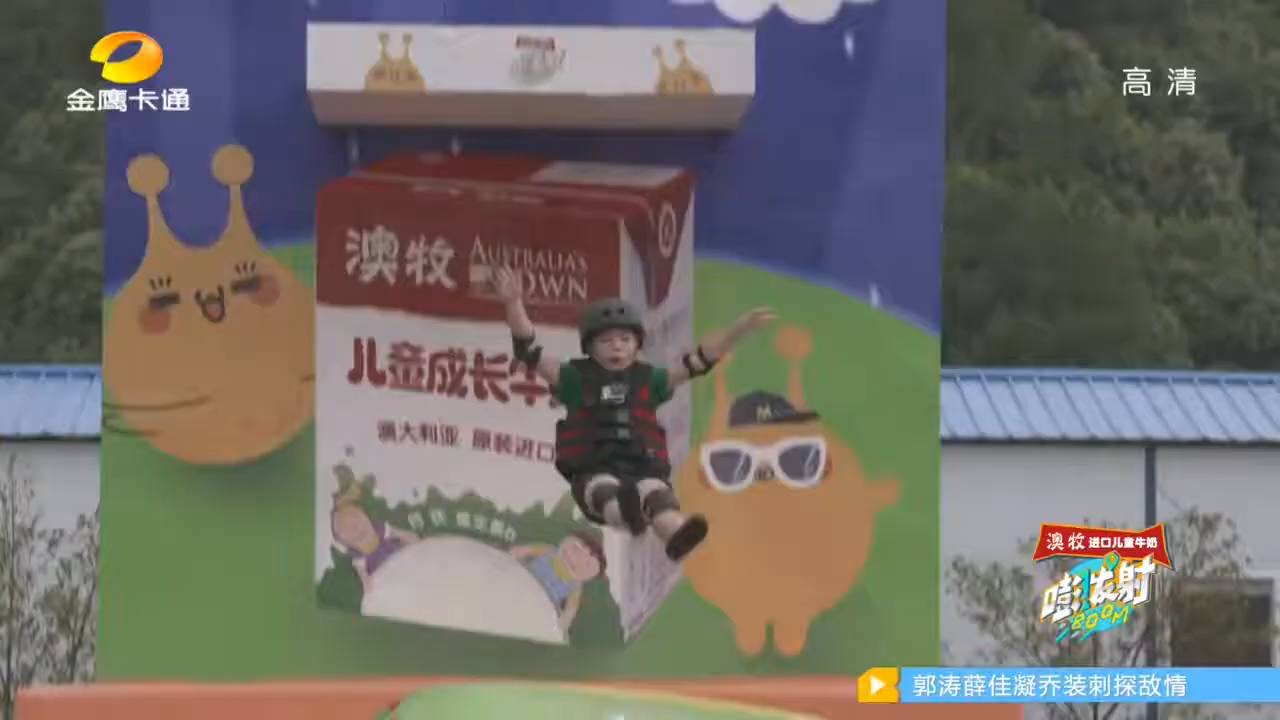 金鹰卡通
高清
澳牧
AUSTRALIA'S
儿童成长牛
澳大利亚 原装进口
M
澳牧 进口儿童牛奶
嘭发射
BOOM
郭涛薛佳凝乔装刺探敌情